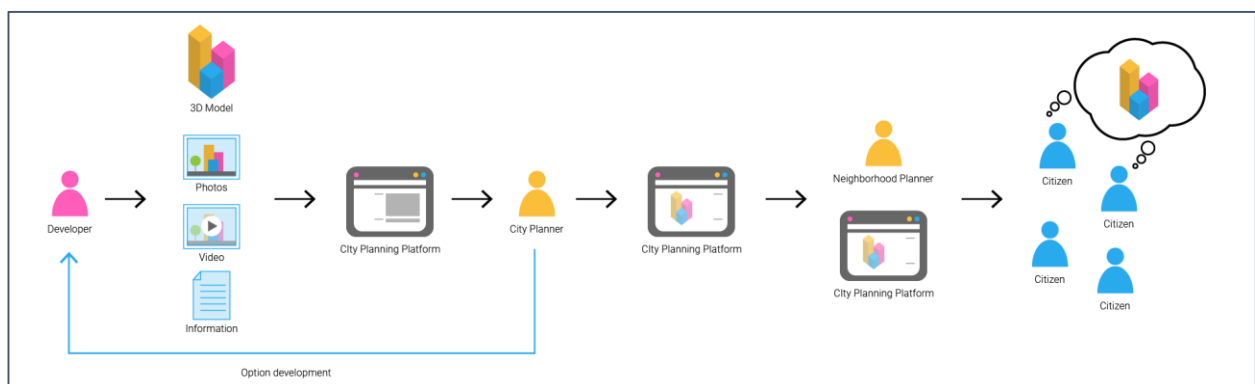 3D Model
Photos
Developer
CIty Planning Platform
City Planner
CIty Planning Platform
Neighborhood Planner
Citizen
Citizen
Video
CIty Planning Platform
Citizen
Citizen
Information
Option development